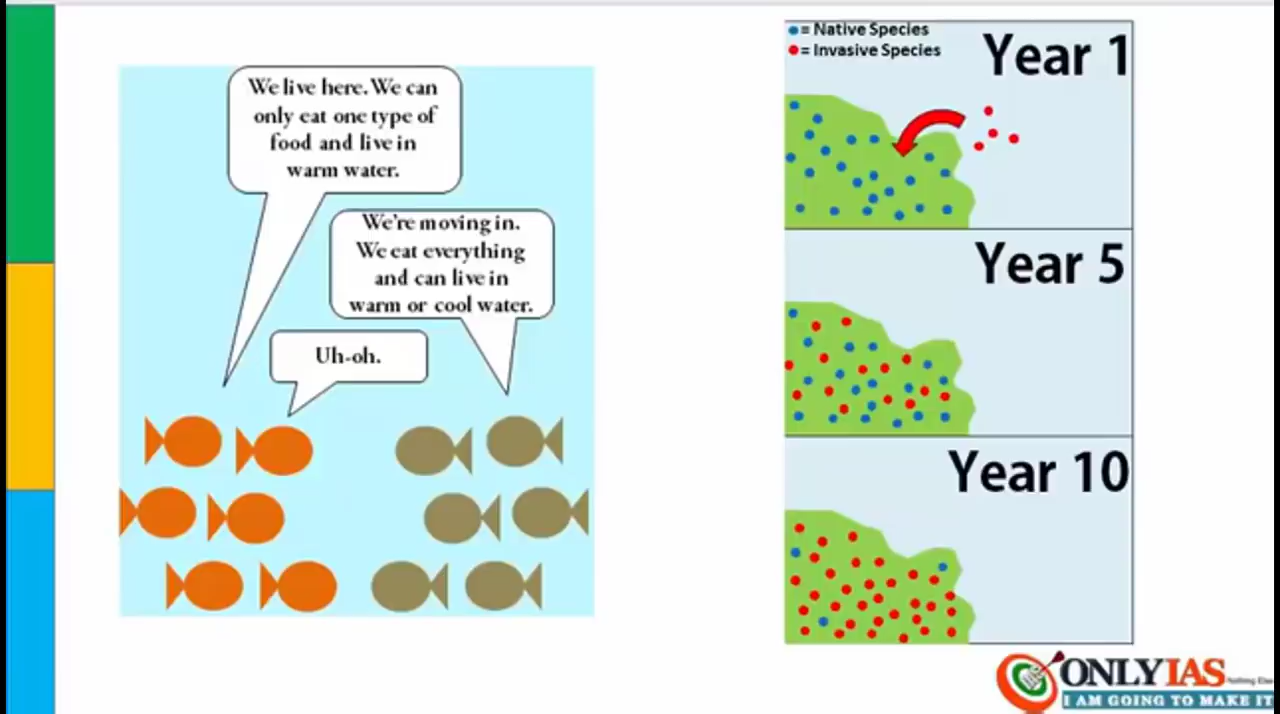 We live here. We can
only eat one type of
food and live in
warm water.
We're moving in.
We eat everything
and can live in
warm or cool water.
Uh-oh.
= Native Species
= Invasive Species
Year 1
Year 5
Year 10
ONLYIAS
Nothing Else
I AM GOING TO MAKE IT